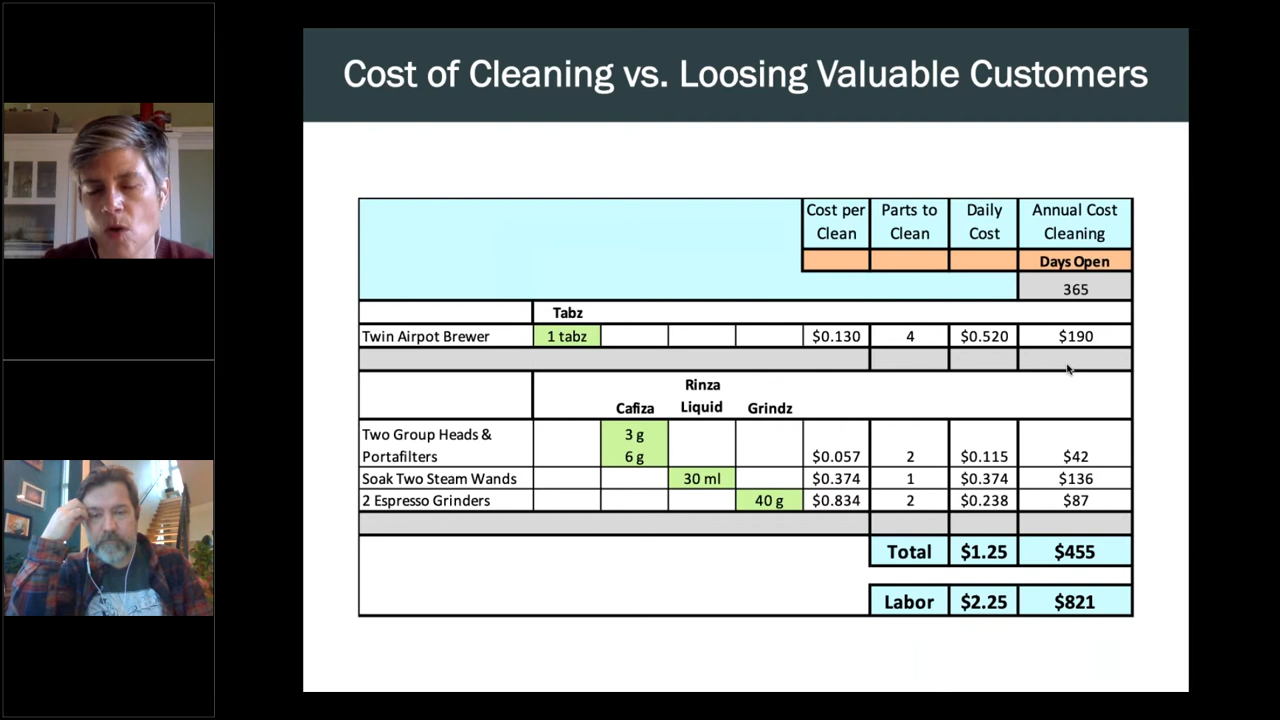 Cost of Cleaning vs. Loosing Valuable Customers
Cost per Clean Parts to Clean Daily Cost Annual Cost Cleaning
Days Open
365
Tabz
Twin Airpot Brewer 1 tabz $0.130 4 $0.520 $190
Cafiza Rinza Liquid Grindz
Two Group Heads & 3 g
Portafilters 6 g $0.057 2 $0.115 $42
Soak Two Steam Wands 30 ml $0.374 1 $0.374 $136
2 Espresso Grinders 40 g $0.834 2 $0.238 $87
Total $1.25 $455
Labor $2.25 $821